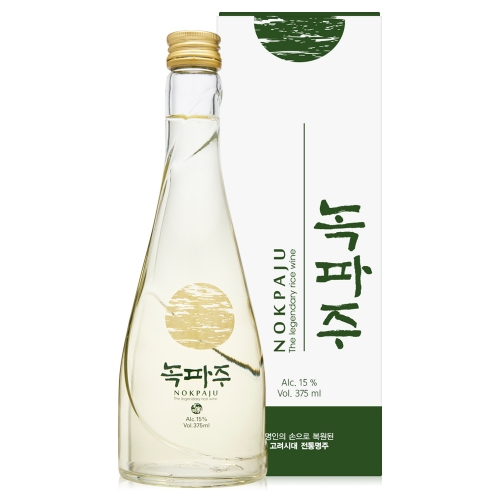 녹파주
NOKPAJU
The legendary rice wine
Alc.15%
Vol.375ml
녹파주
NOKPAJU
The legendary rice wine
Alc. 15 %
Vol. 375 ml
명인의 손으로 복원된
고려시대 전통명주